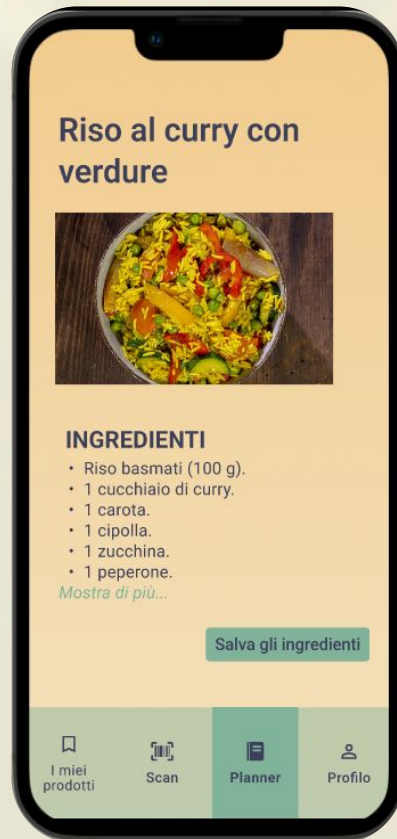 Riso al curry con
verdure
INGREDIENTI
• Riso basmati (100 g).
• 1 cucchiaio di curry.
• 1 carota.
• 1 cipolla.
• 1 zucchina.
• 1 peperone.
Mostra di più...
Salva gli ingredienti
I miei
prodotti
Scan
Planner
Profilo